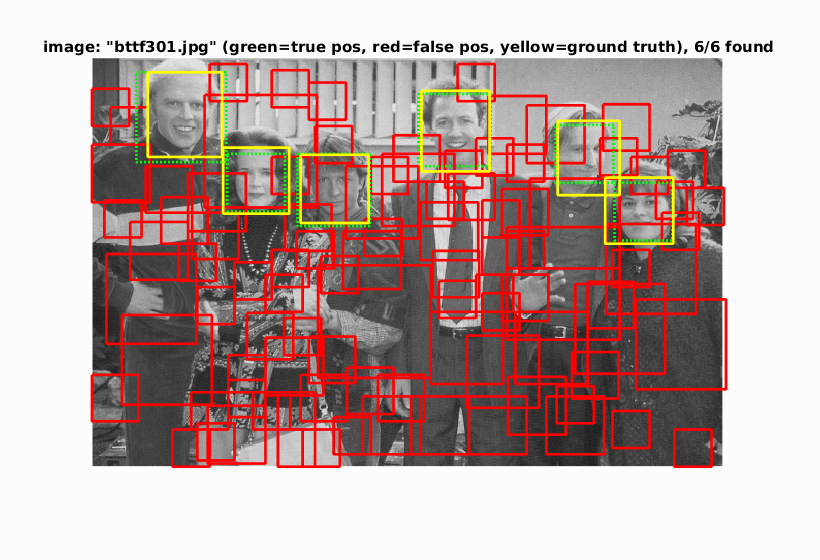 image: "bttf301.jpg" (green=true pos, red=false pos, yellow=ground truth), 6/6 found